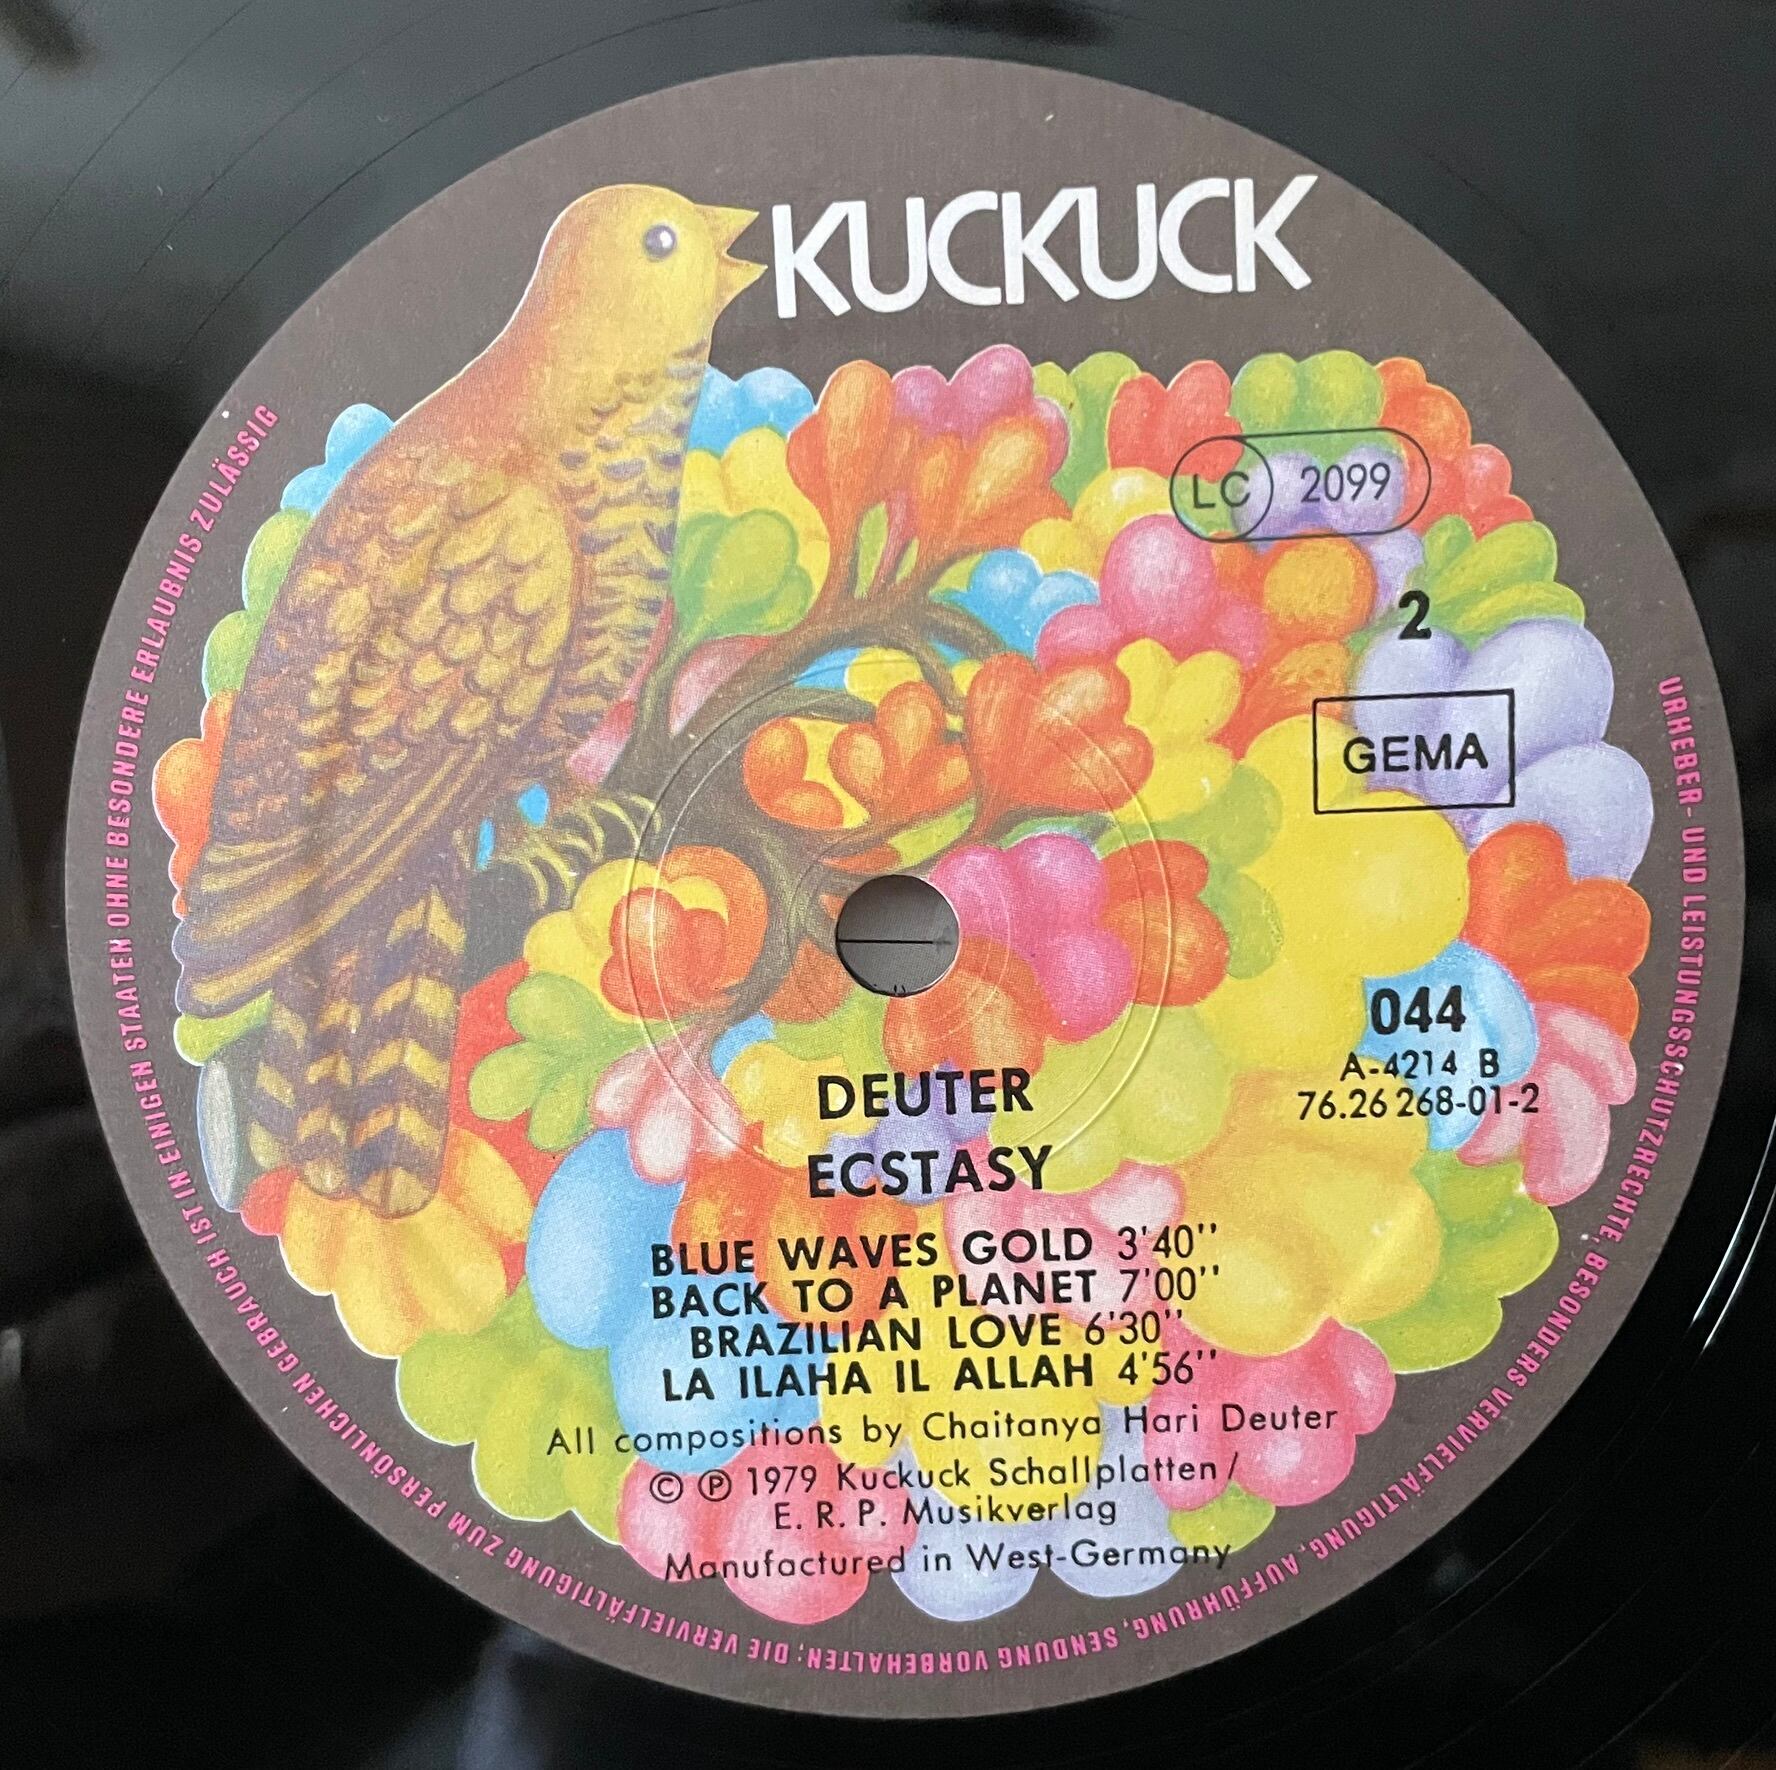 KUCKUCK
LC 2099
2
GEMA
044
A-4214 B
76.26 268-01-2
DEUTER
ECSTASY
BLUE WAVES GOLD 3'40''
BACK TO A PLANET 7'00''
BRAZILIAN LOVE 6'30''
LA ILAHA IL ALLAH 4'56''
All compositions by Chaitanya Hari Deuter
© ℗ 1979 Kuckuck Schallplatten/
E. R. P. Musikverlag
Manufactured in West-Germany
URHEBER- UND LEISTUNGSSCHUTZRECHTE, BESONDERS VERVIELFÄLTIGUNG, AUFFÜHRUNG, SENDUNG VORBEHALTEN; DIE VERVIELFÄLTIGUNG ZUM PERSÖNLICHEN GEBRAUCH IST IN EINIGEN STAATEN OHNE BESONDERE ERLAUBNIS ZULÄSSIG